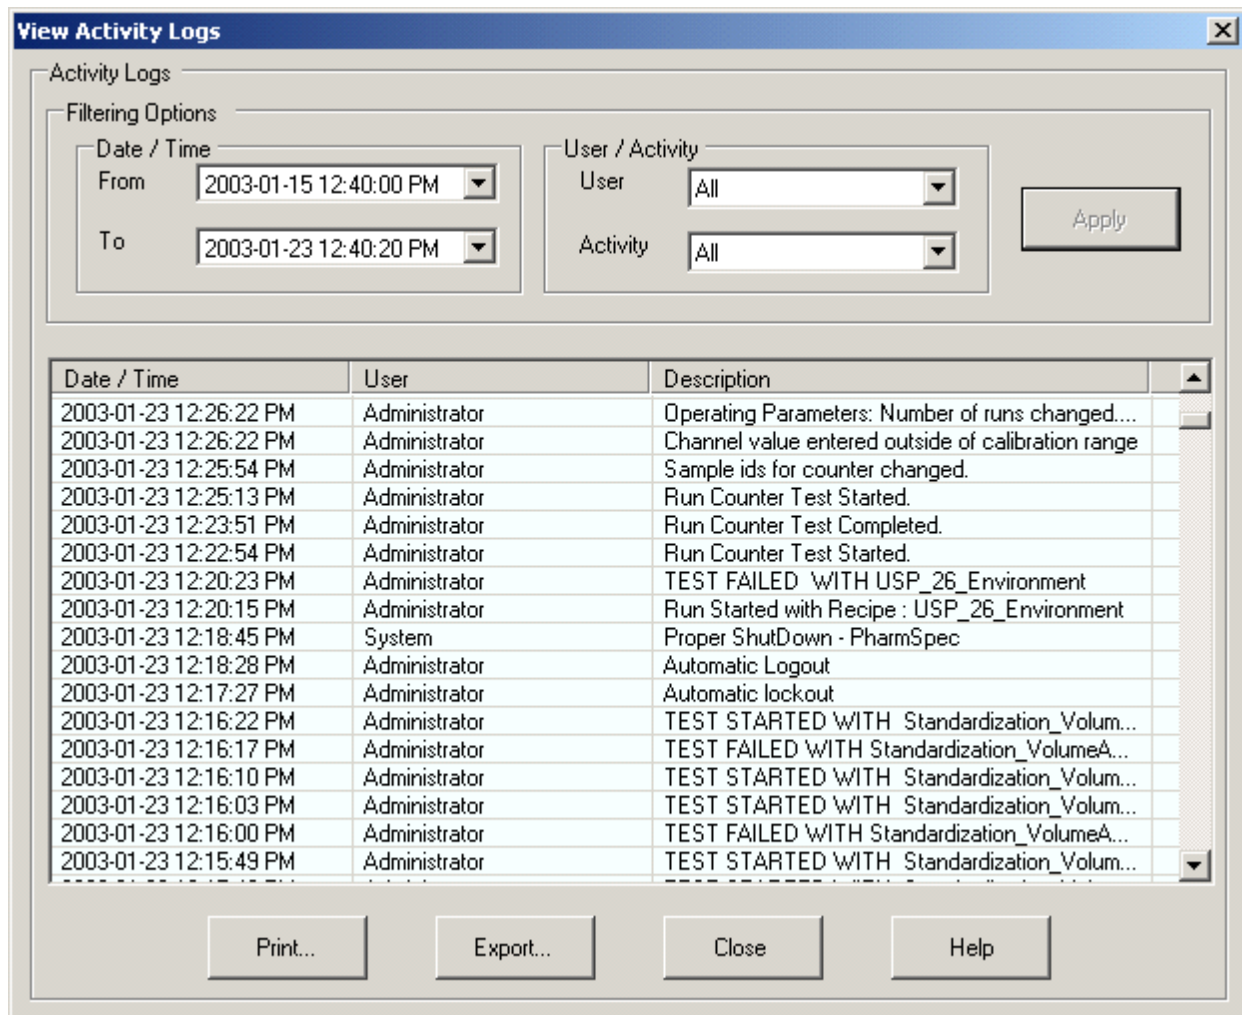 View Activity Logs
Activity Logs
Filtering Options
Date / Time
From 2003-01-15 12:40:00 PM
To 2003-01-23 12:40:20 PM
User / Activity
User All
Activity All
Apply
Date / Time User Description
2003-01-23 12:26:22 PM Administrator Operating Parameters: Number of runs changed....
2003-01-23 12:26:22 PM Administrator Channel value entered outside of calibration range
2003-01-23 12:25:54 PM Administrator Sample ids for counter changed.
2003-01-23 12:25:13 PM Administrator Run Counter Test Started.
2003-01-23 12:23:51 PM Administrator Run Counter Test Completed.
2003-01-23 12:22:54 PM Administrator Run Counter Test Started.
2003-01-23 12:20:23 PM Administrator TEST FAILED  WITH USP_26_Environment
2003-01-23 12:20:15 PM Administrator Run Started with Recipe : USP_26_Environment
2003-01-23 12:18:45 PM System Proper ShutDown - PharmSpec
2003-01-23 12:18:28 PM Administrator Automatic Logout
2003-01-23 12:17:27 PM Administrator Automatic lockout
2003-01-23 12:16:22 PM Administrator TEST STARTED WITH  Standardization_Volum...
2003-01-23 12:16:17 PM Administrator TEST FAILED WITH Standardization_VolumeA...
2003-01-23 12:16:10 PM Administrator TEST STARTED WITH  Standardization_Volum...
2003-01-23 12:16:03 PM Administrator TEST STARTED WITH  Standardization_Volum...
2003-01-23 12:16:00 PM Administrator TEST FAILED WITH Standardization_VolumeA...
2003-01-23 12:15:49 PM Administrator TEST STARTED WITH  Standardization_Volum...
Print... Export... Close Help